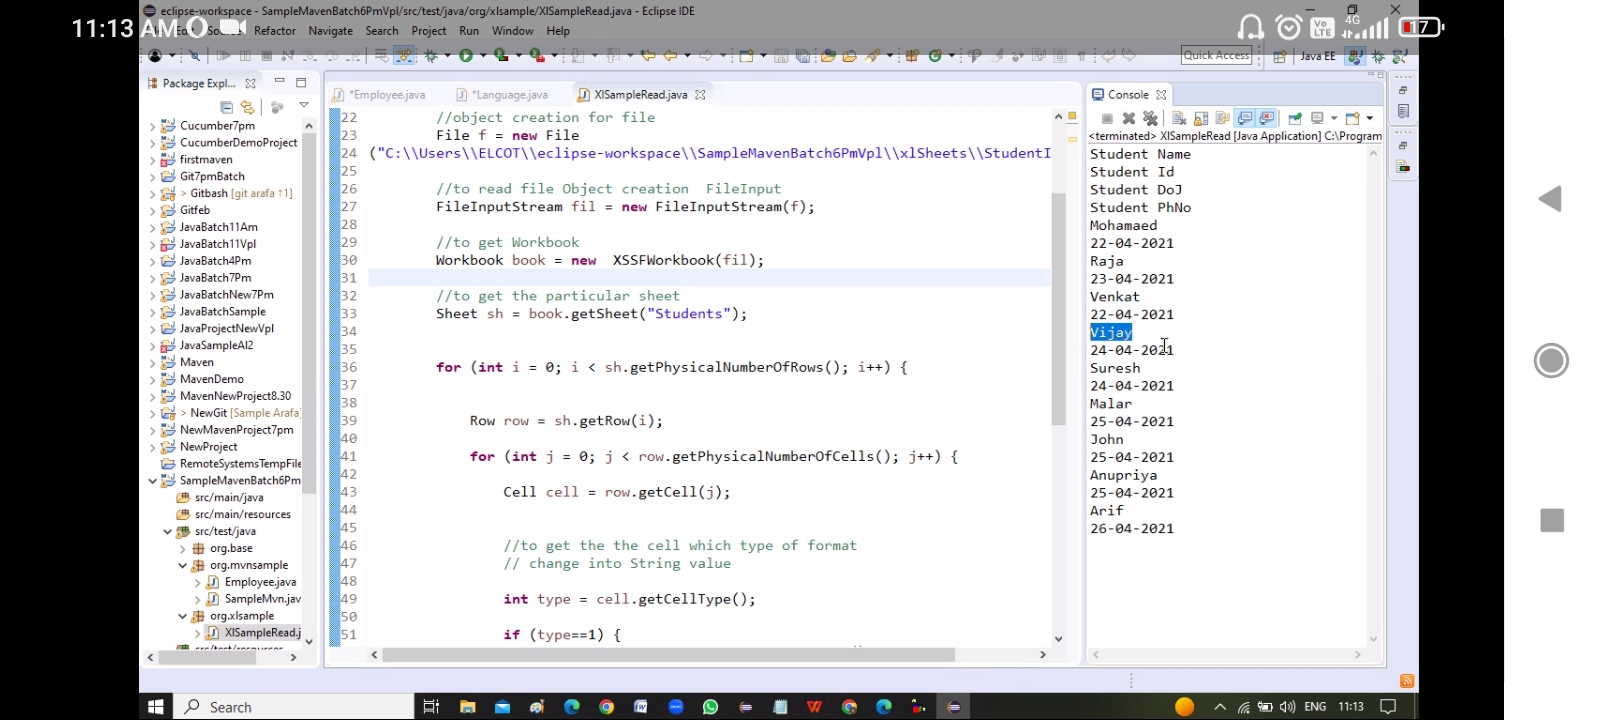 11:13 AM
Vo LTE
4G
17
eclipse-workspace - SampleMavenBatch6PmVpl/src/test/java/org/xlsample/XlSampleRead.java - Eclipse IDE
Refactor Navigate Search Project Run Window Help
Quick Access
Java EE
Package Expl...
Cucumber7pm
CucumberDemoProject
firstmaven
Git7pmBatch
> Gitbash [git arafa ↑1]
Gitfeb
JavaBatch11Am
JavaBatch11Vpl
JavaBatch4Pm
JavaBatch7Pm
JavaBatchNew7Pm
JavaBatchSample
JavaProjectNewVpl
JavaSampleAl2
Maven
MavenDemo
MavenNewProject8.30
> NewGit [Sample Arafa
NewMavenProject7pm
NewProject
RemoteSystemsTempFile
SampleMavenBatch6Pm
src/main/java
src/main/resources
src/test/java
org.base
org.mvnsample
Employee.java
SampleMvn.jav
org.xlsample
XlSampleRead.j
src/test/resources
*Employee.java
*Language.java
XlSampleRead.java
22 //object creation for file
23 File f = new File
24 ("C:\\Users\\ELCOT\\eclipse-workspace\\SampleMavenBatch6PmVpl\\xlSheets\\StudentI
25
26 //to read file Object creation  FileInput
27 FileInputStream fil = new FileInputStream(f);
28
29 //to get Workbook
30 Workbook book = new  XSSFWorkbook(fil);
31
32 //to get the particular sheet
33 Sheet sh = book.getSheet("Students");
34
35
36 for (int i = 0; i < sh.getPhysicalNumberOfRows(); i++) {
37
38
39 Row row = sh.getRow(i);
40
41 for (int j = 0; j < row.getPhysicalNumberOfCells(); j++) {
42
43 Cell cell = row.getCell(j);
44
45
46 //to get the the cell which type of format
47 // change into String value
48
49 int type = cell.getCellType();
50
51 if (type==1) {
Console
<terminated> XlSampleRead [Java Application] C:\Program
Student Name
Student Id
Student DoJ
Student PhNo
Mohamaed
22-04-2021
Raja
23-04-2021
Venkat
22-04-2021
Vijay
24-04-2021
Suresh
24-04-2021
Malar
25-04-2021
John
25-04-2021
Anupriya
25-04-2021
Arif
26-04-2021
Search
ENG
11:13